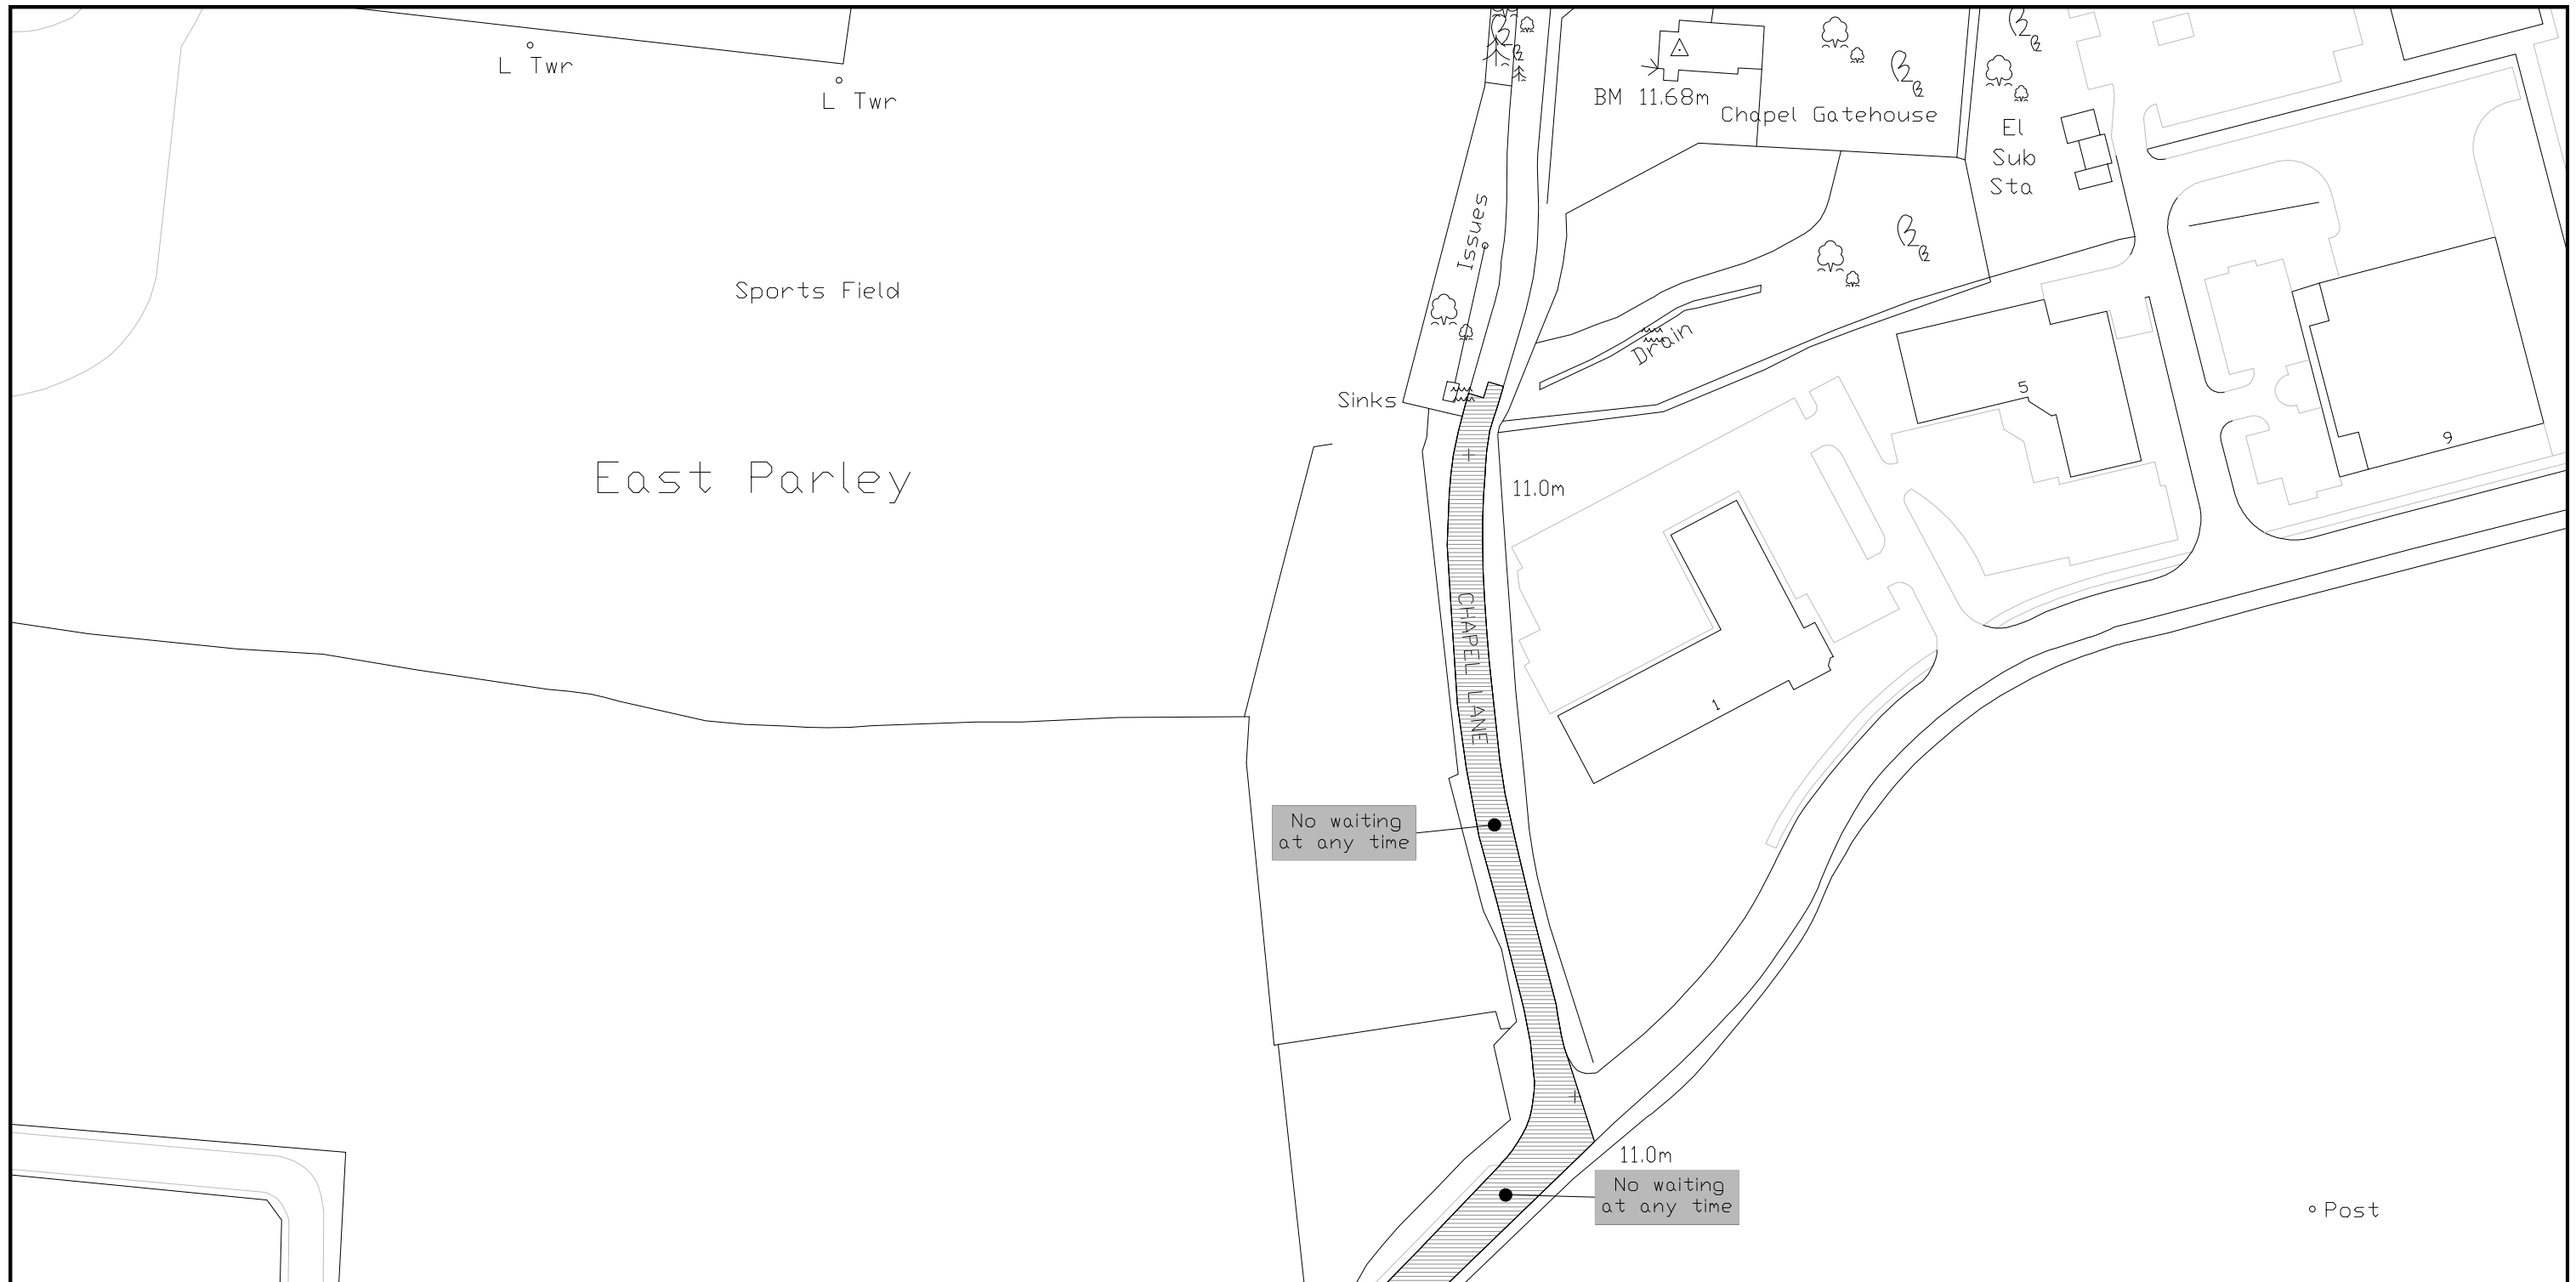 L Twr
L Twr
BM 11.68m
Chapel Gatehouse
El
Sub
Sta
Issues
Sports Field
Drain
Sinks
5
9
East Parley
11.0m
CHAPEL LANE
1
No waiting
at any time
11.0m
No waiting
at any time
Post